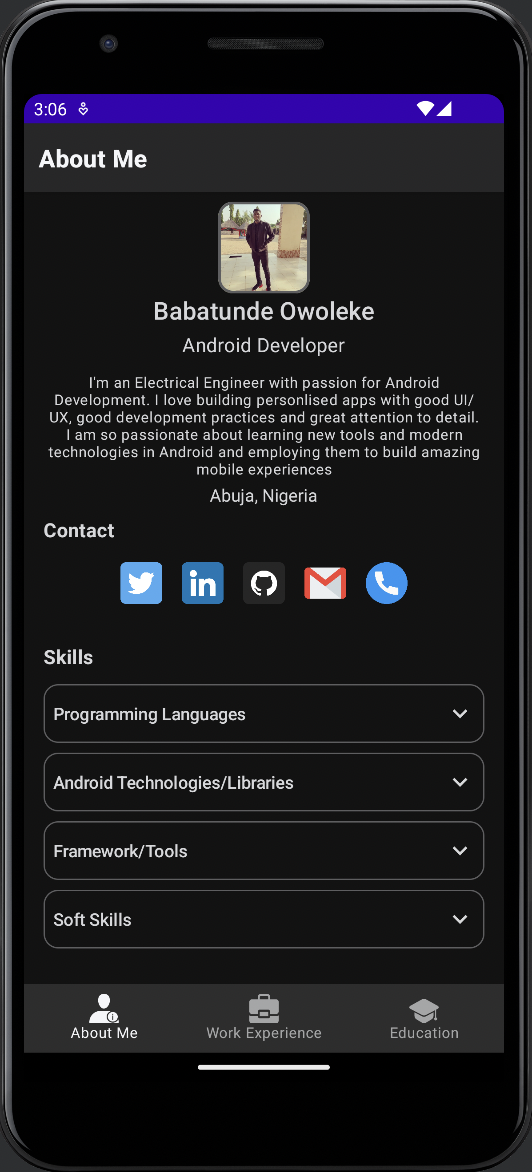 3:06
About Me
Babatunde Owoleke
Android Developer
I'm an Electrical Engineer with passion for Android
Development. I love building personlised apps with good UI/
UX, good development practices and great attention to detail.
I am so passionate about learning new tools and modern
technologies in Android and employing them to build amazing
mobile experiences
Abuja, Nigeria
Contact
in
Skills
Programming Languages
Android Technologies/Libraries
Framework/Tools
Soft Skills
About Me
Work Experience
Education